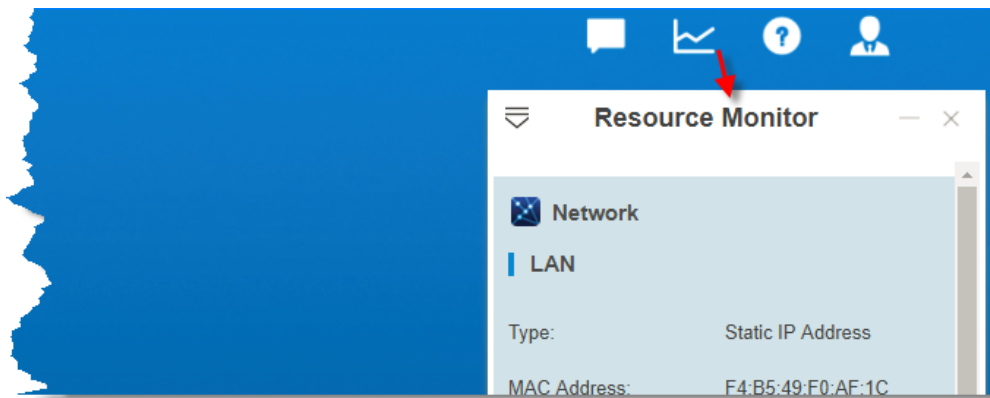 ?
Resource Monitor
Network
LAN
Type: Static IP Address
MAC Address: F4:B5:49:F0:AF:1C